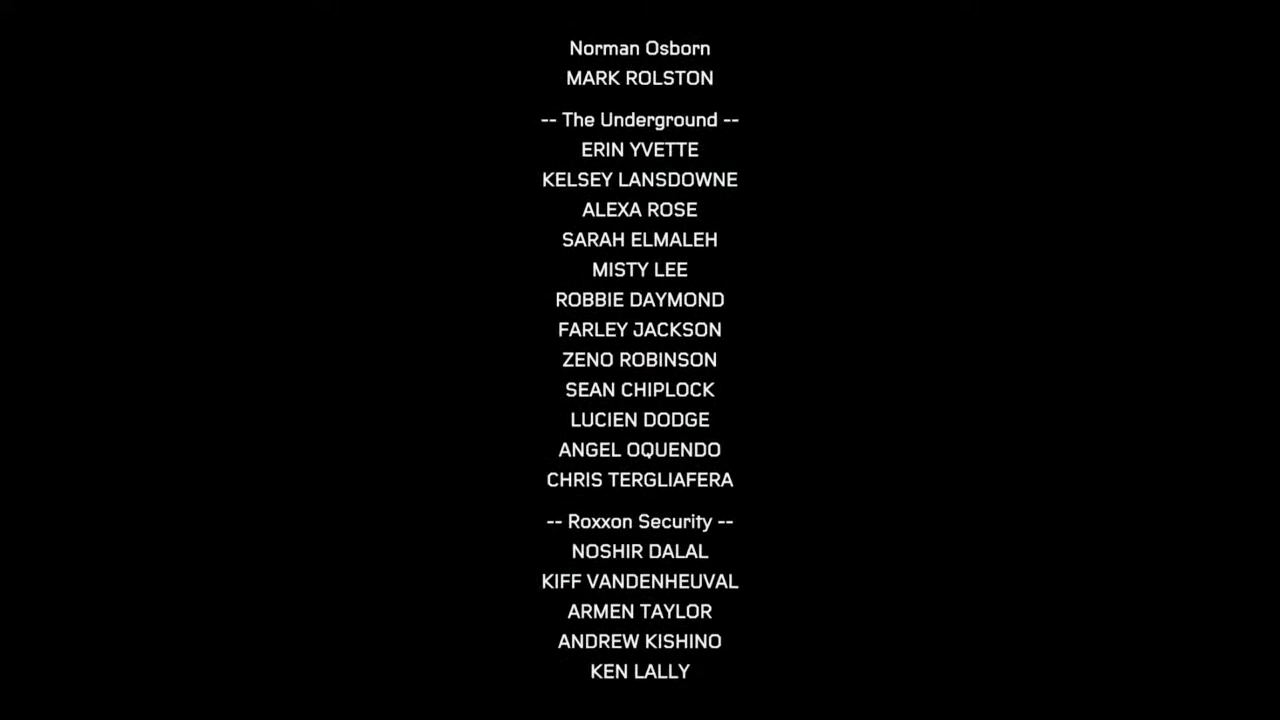 Norman Osborn
MARK ROLSTON
-- The Underground --
ERIN YVETTE
KELSEY LANSDOWNE
ALEXA ROSE
SARAH ELMALEH
MISTY LEE
ROBBIE DAYMOND
FARLEY JACKSON
ZENO ROBINSON
SEAN CHIPLOCK
LUCIEN DODGE
ANGEL OQUENDO
CHRIS TERGLIAFERA
-- Roxxon Security --
NOSHIR DALAL
KIFF VANDENHEUVAL
ARMEN TAYLOR
ANDREW KISHINO
KEN LALLY